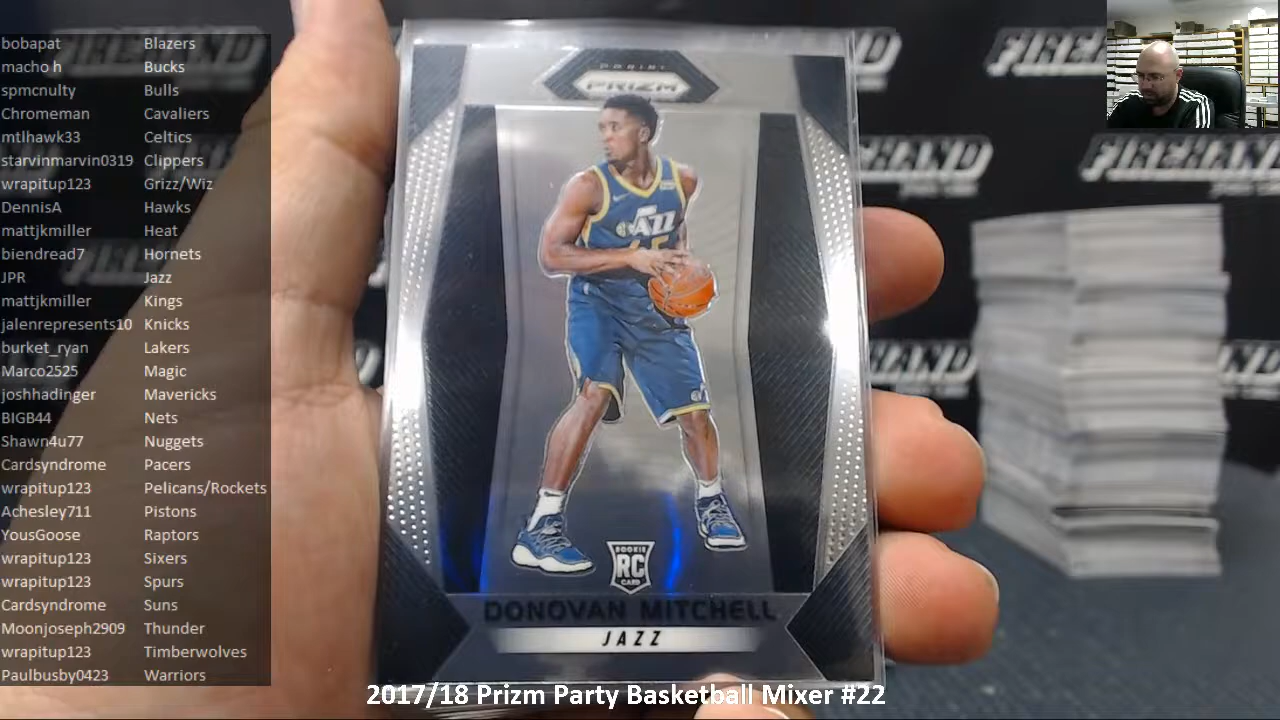 bobapat Blazers
macho h Bucks
spmcnulty Bulls
Chromeman Cavaliers
mtlhawk33 Celtics
starvinmarvin0319 Clippers
wrapitup123 Grizz/Wiz
DennisA Hawks
mattjkmiller Heat
biendread7 Hornets
JPR Jazz
mattjkmiller Kings
jalenrepresents10 Knicks
burket_ryan Lakers
Marco2525 Magic
joshhadinger Mavericks
BIGB44 Nets
Shawn4u77 Nuggets
Cardsyndrome Pacers
wrapitup123 Pelicans/Rockets
Achesley711 Pistons
YousGoose Raptors
wrapitup123 Sixers
wrapitup123 Spurs
Cardsyndrome Suns
Moonjoseph2909 Thunder
wrapitup123 Timberwolves
Paulbusby0423 Warriors
PANINI
PRIZM
JAZZ
45
ROOKIE
RC
CARD
DONOVAN MITCHELL
JAZZ
FIREHAND
FIREHAND
2017/18 Prizm Party Basketball Mixer #22